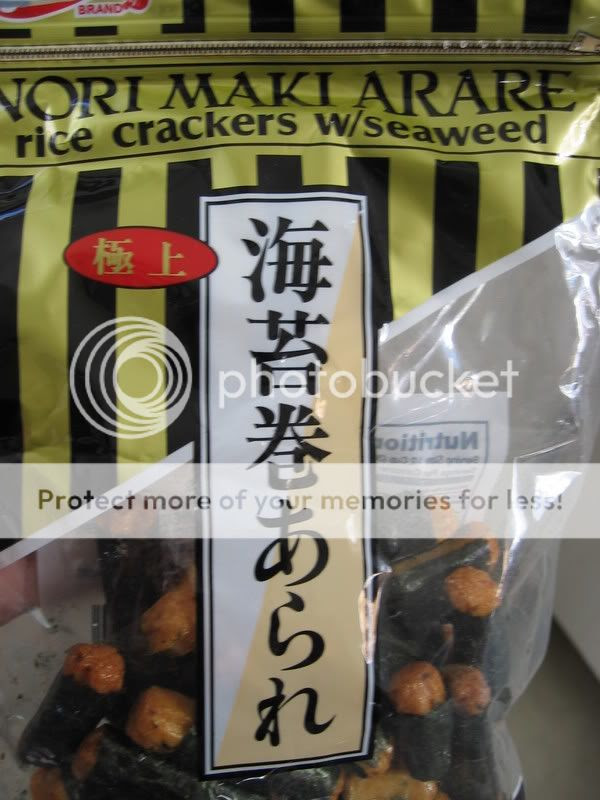 BRAND
NORI MAKI ARARE
rice crackers w/seaweed
極上
海苔巻あられ
photobucket
Nutrition
Protect more of your memories for less!